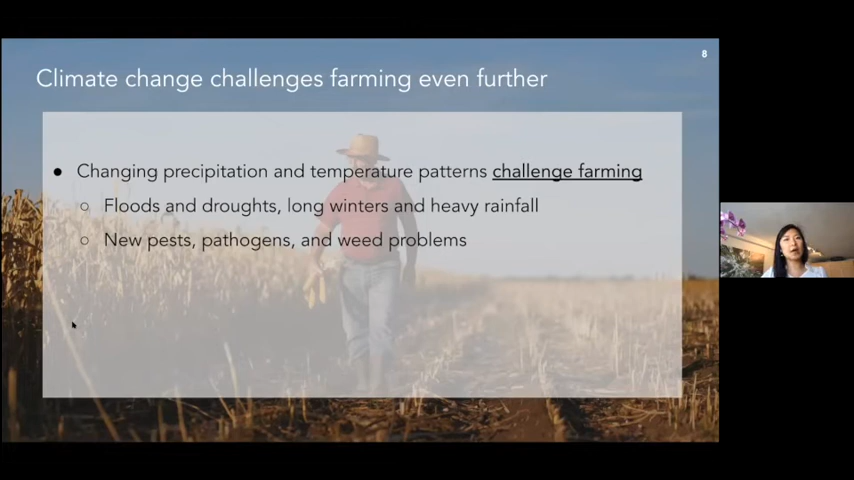 8
Climate change challenges farming even further
● Changing precipitation and temperature patterns challenge farming
○ Floods and droughts, long winters and heavy rainfall
○ New pests, pathogens, and weed problems